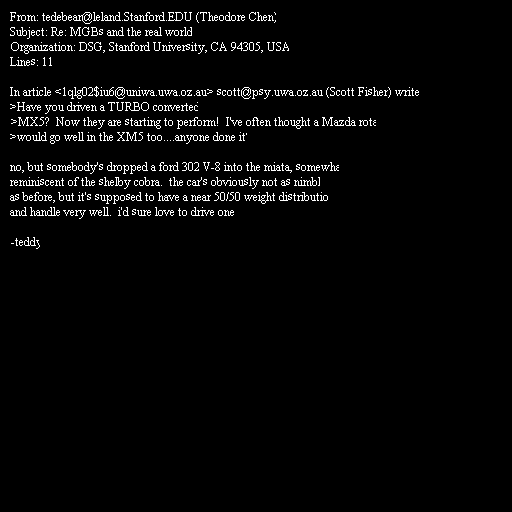 From: tedebear@leland.Stanford.EDU (Theodore Chen)
Subject: Re: MGBs and the real world
Organization: DSG, Stanford University, CA 94305, USA
Lines: 11

In article <1qlg02$iu6@uniwa.uwa.oz.au> scott@psy.uwa.oz.au (Scott Fisher) write
>Have you driven a TURBO converted
>MX5?  Now they are starting to perform!  I've often thought a Mazda rota
>would go well in the XM5 too....anyone done it'

no, but somebody's dropped a ford 302 V-8 into the miata, somewha
reminiscent of the shelby cobra.  the car's obviously not as nimbl
as before, but it's supposed to have a near 50/50 weight distributio
and handle very well.  i'd sure love to drive one

-teddy